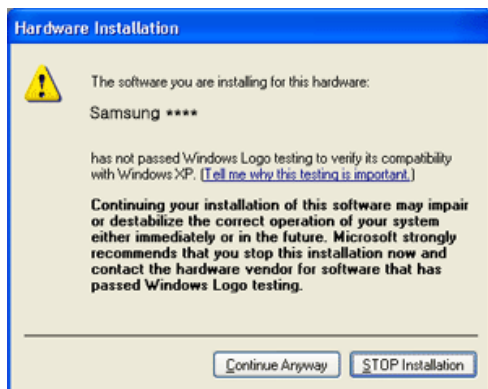 Hardware Installation
The software you are installing for this hardware:
Samsung ****
has not passed Windows Logo testing to verify its compatibility
with Windows XP. (Tell me why this testing is important.)
Continuing your installation of this software may impair
or destabilize the correct operation of your system
either immediately or in the future. Microsoft strongly
recommends that you stop this installation now and
contact the hardware vendor for software that has
passed Windows Logo testing.
Continue Anyway
STOP Installation